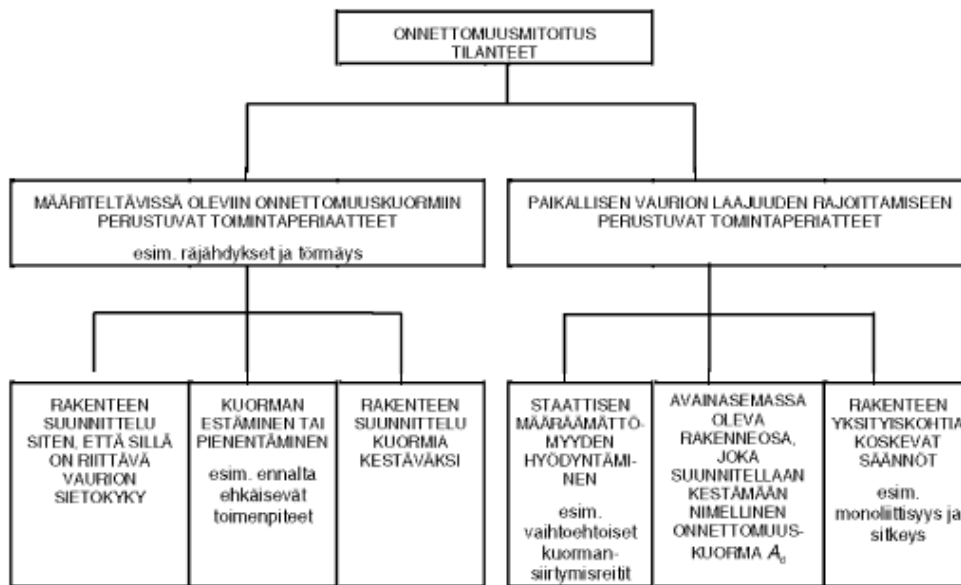 ONNETTOMUUSMITOITUS
TILANTEET
MÄÄRITELTÄVISSÄ OLEVIIN ONNETTOMUUSKUORMIIN
PERUSTUVAT TOIMINTAPERIAATTEET
esim. räjähdykset ja törmäys
PAIKALLISEN VAURION LAAJUUDEN RAJOITTAMISEEN
PERUSTUVAT TOMINTAPERIATTEET
RAKENTEEN
SUUNNITTELU
SITEN, ETTÄ SILLÄ
ON RIITTÄVÄ
VAURION
SIETOKYKY
KUORMAN
ESTÄMINEN TAI
PIENENTÄMINEN
esim. ennalta
ehkäisevät
toimenpiteet
RAKENTEEN
SUUNNITTELU
KUORMIA
KESTÄVÄKSI
STAATTISEN
MÄÄRÄÄMÄTTÖ-
MYYDEN
HYÖDYNTÄMI-
NEN
esim.
vaihtoehtoiset
kuorman-
siirtymisreitit
AVAINASEMASSA
OLEVA
RAKENNEOSA,
JOKA
SUUNNITELLAAN
KESTÄMÄÄN
NIMELLINEN
ONNETTOMUUS-
KUORMA Ad
RAKENTEEN
YKSITYISKOHTIA
KOSKEVAT
SÄÄNNÖT
esim.
monoliittisyys ja
sitkeys